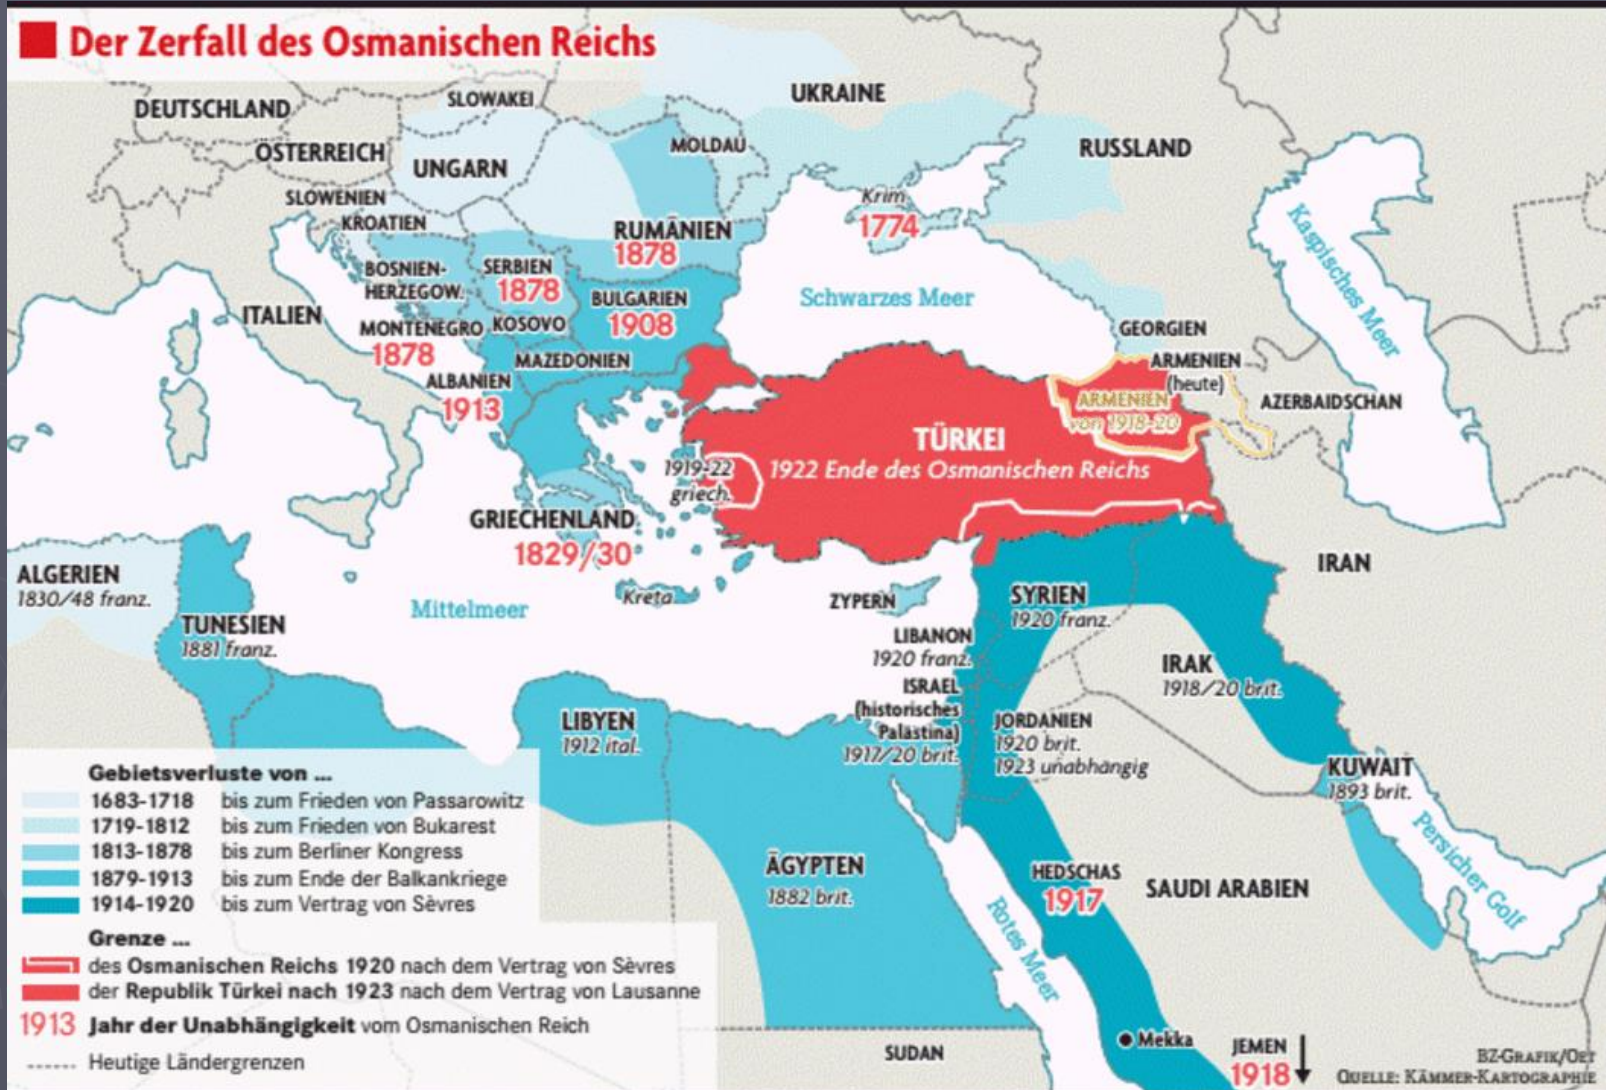 Der Zerfall des Osmanischen Reichs
DEUTSCHLAND
SLOWAKEI
UKRAINE
ÖSTERREICH
UNGARN
MOLDAU
RUSSLAND
SLOWENIEN
KROATIEN
RUMÄNIEN
1878
Krim
1774
Kaspisches Meer
BOSNIEN-
HERZEGOW.
SERBIEN
1878
BULGARIEN
1908
Schwarzes Meer
ITALIEN
MONTENEGRO
1878
KOSOVO
MAZEDONIEN
GEORGIEN
ARMENIEN
(heute)
ALBANIEN
1913
ARMENIEN
von 1918-20
AZERBAIDSCHAN
TÜRKEI
1922 Ende des Osmanischen Reichs
1919-22
griech.
GRIECHENLAND
1829/30
IRAN
ALGERIEN
1830/48 franz.
TUNESIEN
1881 franz.
Mittelmeer
Kreta
ZYPERN
SYRIEN
1920 franz.
LIBANON
1920 franz.
IRAK
1918/20 brit.
ISRAEL
(historisches
Palästina)
1917/20 brit.
JORDANIEN
1920 brit.
1923 unabhängig
LIBYEN
1912 ital.
KUWAIT
1893 brit.
Persicher Golf
ÄGYPTEN
1882 brit.
HEDSCHAS
1917
SAUDI ARABIEN
Rotes Meer
Mekka
SUDAN
JEMEN
1918
Gebietsverluste von ...
1683-1718 bis zum Frieden von Passarowitz
1719-1812 bis zum Frieden von Bukarest
1813-1878 bis zum Berliner Kongress
1879-1913 bis zum Ende der Balkankriege
1914-1920 bis zum Vertrag von Sèvres
Grenze ...
des Osmanischen Reichs 1920 nach dem Vertrag von Sèvres
der Republik Türkei nach 1923 nach dem Vertrag von Lausanne
1913 Jahr der Unabhängigkeit vom Osmanischen Reich
Heutige Ländergrenzen
BZ-GRAFIK/OET
QUELLE: KÄMMER-KARTOGRAPHIE